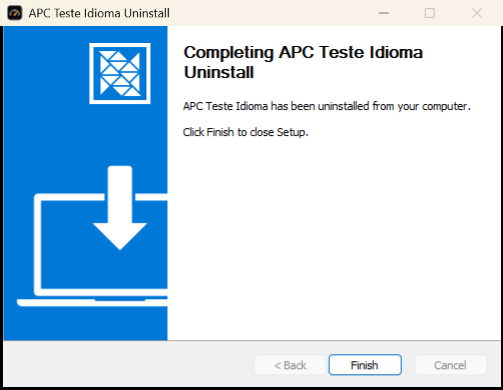 APC Teste Idioma Uninstall
Completing APC Teste Idioma
Uninstall
APC Teste Idioma has been uninstalled from your computer.
Click Finish to close Setup.
< Back
Finish
Cancel